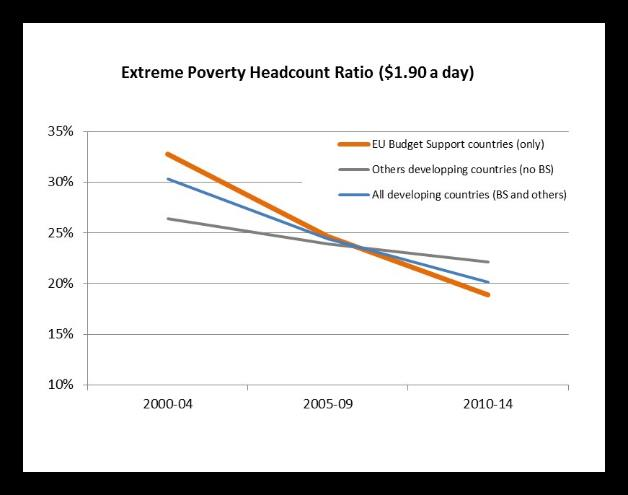 Extreme Poverty Headcount Ratio ($1.90 a day)
35%
30%
25%
20%
15%
10%
EU Budget Support countries (only)
Others developping countries (no BS)
All developing countries (BS and others)
2000-04 2005-09 2010-14